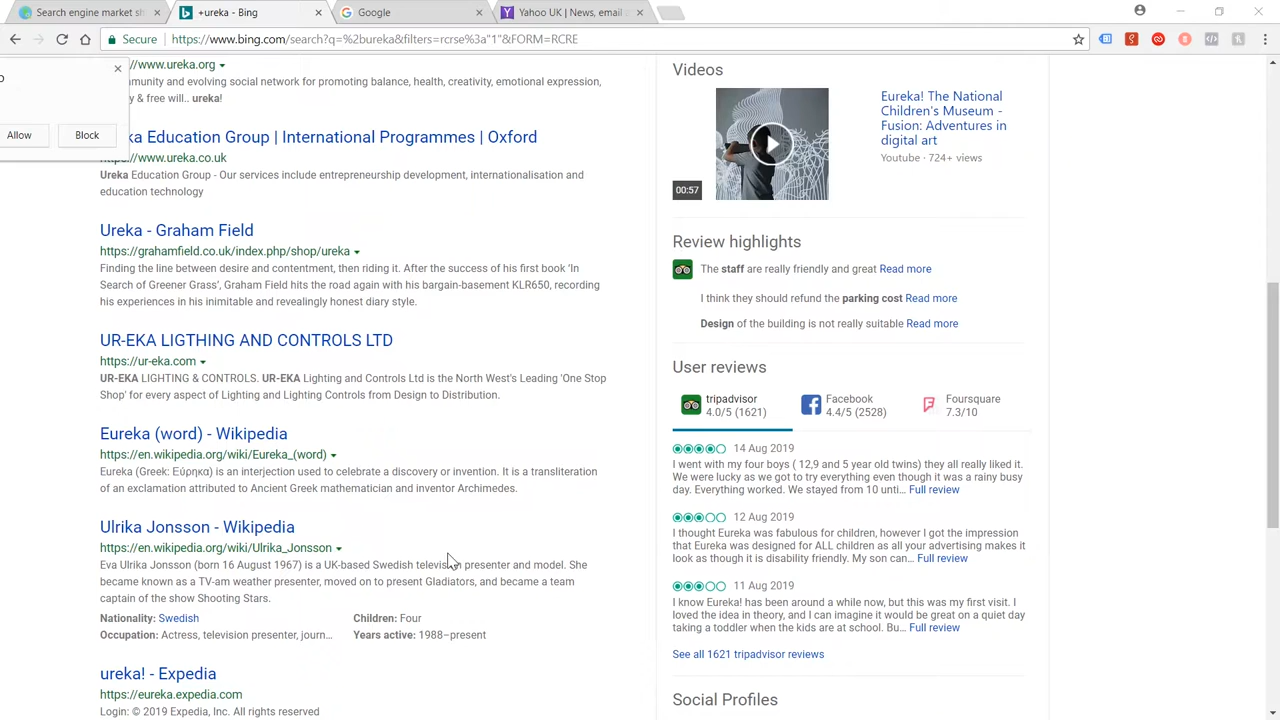 Search engine market sh
+ureka - Bing
Google
Yahoo UK | News, email
Secure
https://www.bing.com/search?q=%2bureka&filters=rcrse%3a"1"&FORM=RCRE
//www.ureka.org
munity and evolving social network for promoting balance, health, creativity, emotional expression,
y & free will.. ureka!
Allow
Block
ka Education Group | International Programmes | Oxford
https://www.ureka.co.uk
Ureka Education Group - Our services include entrepreneurship development, internationalisation and
education technology
Ureka - Graham Field
https://grahamfield.co.uk/index.php/shop/ureka
Finding the line between desire and contentment, then riding it. After the success of his first book 'In
Search of Greener Grass', Graham Field hits the road again with his bargain-basement KLR650, recording
his experiences in his inimitable and revealingly honest diary style.
UR-EKA LIGTHING AND CONTROLS LTD
https://ur-eka.com
UR-EKA LIGHTING & CONTROLS. UR-EKA Lighting and Controls Ltd is the North West's Leading 'One Stop
Shop' for every aspect of Lighting and Lighting Controls from Design to Distribution.
Eureka (word) - Wikipedia
https://en.wikipedia.org/wiki/Eureka_(word)
Eureka (Greek: Εύρηκα) is an interjection used to celebrate a discovery or invention. It is a transliteration
of an exclamation attributed to Ancient Greek mathematician and inventor Archimedes.
Ulrika Jonsson - Wikipedia
https://en.wikipedia.org/wiki/Ulrika_Jonsson
Eva Ulrika Jonsson (born 16 August 1967) is a UK-based Swedish television presenter and model. She
became known as a TV-am weather presenter, moved on to present Gladiators, and became a team
captain of the show Shooting Stars.
Nationality: Swedish
Children: Four
Occupation: Actress, television presenter, journ...
Years active: 1988–present
ureka! - Expedia
https://eureka.expedia.com
Login: © 2019 Expedia, Inc. All rights reserved
Videos
00:57
Eureka! The National
Children's Museum -
Fusion: Adventures in
digital art
Youtube · 724+ views
Review highlights
The staff are really friendly and great Read more
I think they should refund the parking cost Read more
Design of the building is not really suitable Read more
User reviews
tripadvisor
4.0/5 (1621)
Facebook
4.4/5 (2528)
Foursquare
7.3/10
14 Aug 2019
I went with my four boys ( 12,9 and 5 year old twins) they all really liked it.
We were lucky as we got to try everything even though it was a rainy busy
day. Everything worked. We stayed from 10 unti... Full review
12 Aug 2019
I thought Eureka was fabulous for children, however I got the impression
that Eureka was designed for ALL children as all your advertising makes it
look as though it is disability friendly. My son can... Full review
11 Aug 2019
I know Eureka! has been around a while now, but this was my first visit. I
loved the idea in theory, and I can imagine it would be great on a quiet day
taking a toddler when the kids are at school. Bu... Full review
See all 1621 tripadvisor reviews
Social Profiles